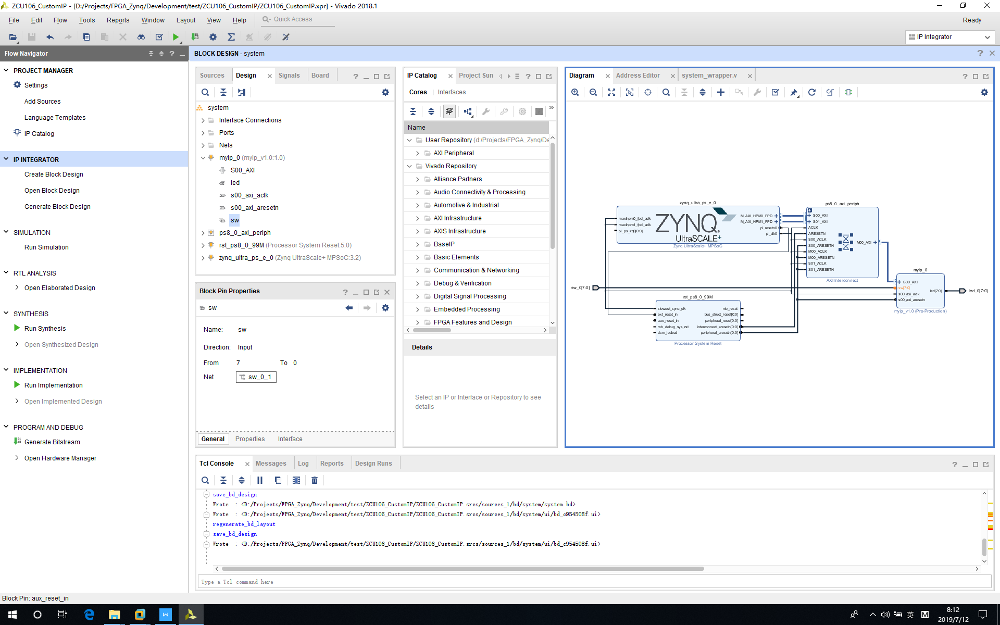 ZCU106_CustomIP - [D:/Projects/FPGA_Zynq/Development/test/ZCU106_CustomIP/ZCU106_CustomIP.xpr] - Vivado 2018.1
File Edit Flow Tools Reports Window Layout View Help Quick Access
Ready
IP Integrator
Flow Navigator
PROJECT MANAGER
Settings
Add Sources
Language Templates
IP Catalog
IP INTEGRATOR
Create Block Design
Open Block Design
Generate Block Design
SIMULATION
Run Simulation
RTL ANALYSIS
Open Elaborated Design
SYNTHESIS
Run Synthesis
Open Synthesized Design
IMPLEMENTATION
Run Implementation
Open Implemented Design
PROGRAM AND DEBUG
Generate Bitstream
Open Hardware Manager
BLOCK DESIGN - system
Sources Design Signals Board
system
Interface Connections
Ports
Nets
myip_0 (myip_v1.0:1.0)
S00_AXI
led
s00_axi_aclk
s00_axi_aresetn
sw
ps8_0_axi_periph
rst_ps8_0_99M (Processor System Reset:5.0)
zynq_ultra_ps_e_0 (Zynq UltraScale+ MPSoC:3.2)
Block Pin Properties
sw
Name: sw
Direction: Input
From 7 To 0
Net sw_0_1
General Properties Interface
IP Catalog Project Sum
Cores | Interfaces
Name
User Repository (d:/Projects/FPGA_Zynq/De
AXI Peripheral
Vivado Repository
Alliance Partners
Audio Connectivity & Processing
Automotive & Industrial
AXI Infrastructure
AXIS Infrastructure
BaseIP
Basic Elements
Communication & Networking
Debug & Verification
Digital Signal Processing
Embedded Processing
FPGA Features and Design
Details
Select an IP or Interface or Repository to see
details
Diagram Address Editor system_wrapper.v
zynq_ultra_ps_e_0
maxihpm0_fpd_aclk
maxihpm1_fpd_aclk
pl_ps_irq0[0:0]
ZYNQ
UltraSCALE+
M_AXI_HPM0_FPD
M_AXI_HPM1_FPD
pl_resetn0
pl_clk0
Zynq UltraScale+ MPSoC
ps8_0_axi_periph
S00_AXI
S01_AXI
ACLK
ARESETN
S00_ACLK
S00_ARESETN
M00_ACLK
M00_ARESETN
S01_ACLK
S01_ARESETN
M00_AXI
AXI Interconnect
sw_0[7:0]
myip_0
S00_AXI
sw[7:0]
s00_axi_aclk
s00_axi_aresetn
led[7:0]
led_0[7:0]
myip_v1.0 (Pre-Production)
rst_ps8_0_99M
slowest_sync_clk
ext_reset_in
aux_reset_in
mb_debug_sys_rst
dcm_locked
mb_reset
bus_struct_reset[0:0]
peripheral_reset[0:0]
interconnect_aresetn[0:0]
peripheral_aresetn[0:0]
Processor System Reset
Tcl Console Messages Log Reports Design Runs
save_bd_design
Wrote : <D:/Projects/FPGA_Zynq/Development/test/ZCU106_CustomIP/ZCU106_CustomIP.srcs/sources_1/bd/system/system.bd>
Wrote : <D:/Projects/FPGA_Zynq/Development/test/ZCU106_CustomIP/ZCU106_CustomIP.srcs/sources_1/bd/system/ui/bd_c954508f.ui>
regenerate_bd_layout
save_bd_design
Wrote : <D:/Projects/FPGA_Zynq/Development/test/ZCU106_CustomIP/ZCU106_CustomIP.srcs/sources_1/bd/system/ui/bd_c954508f.ui>
Type a Tcl command here
Block Pin: aux_reset_in
英
M
8:12
2019/7/12